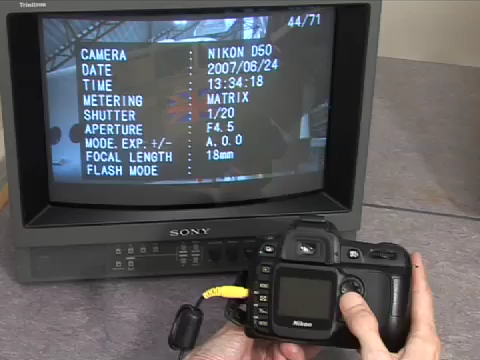 Trinitron
44/71
CAMERA : NIKON D50
DATE : 2007/06/24
TIME : 13:34:18
METERING : MATRIX
SHUTTER : 1/20
APERTURE : F4.5
MODE, EXP. +/- : A, 0.0
FOCAL LENGTH : 18mm
FLASH MODE :
SONY
Nikon